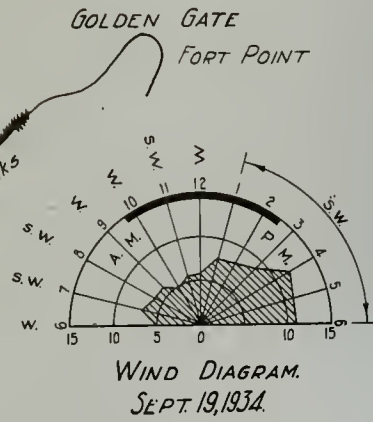 GOLDEN GATE
FORT POINT
ks
W. S.W. S.W. W. W. S.W. W S.W.
6 7 8 9 10 11 12 1 2 3 4 5 6
A. M. P. M.
15 10 5 0 5 10 15
WIND DIAGRAM.
SEPT. 19, 1934.